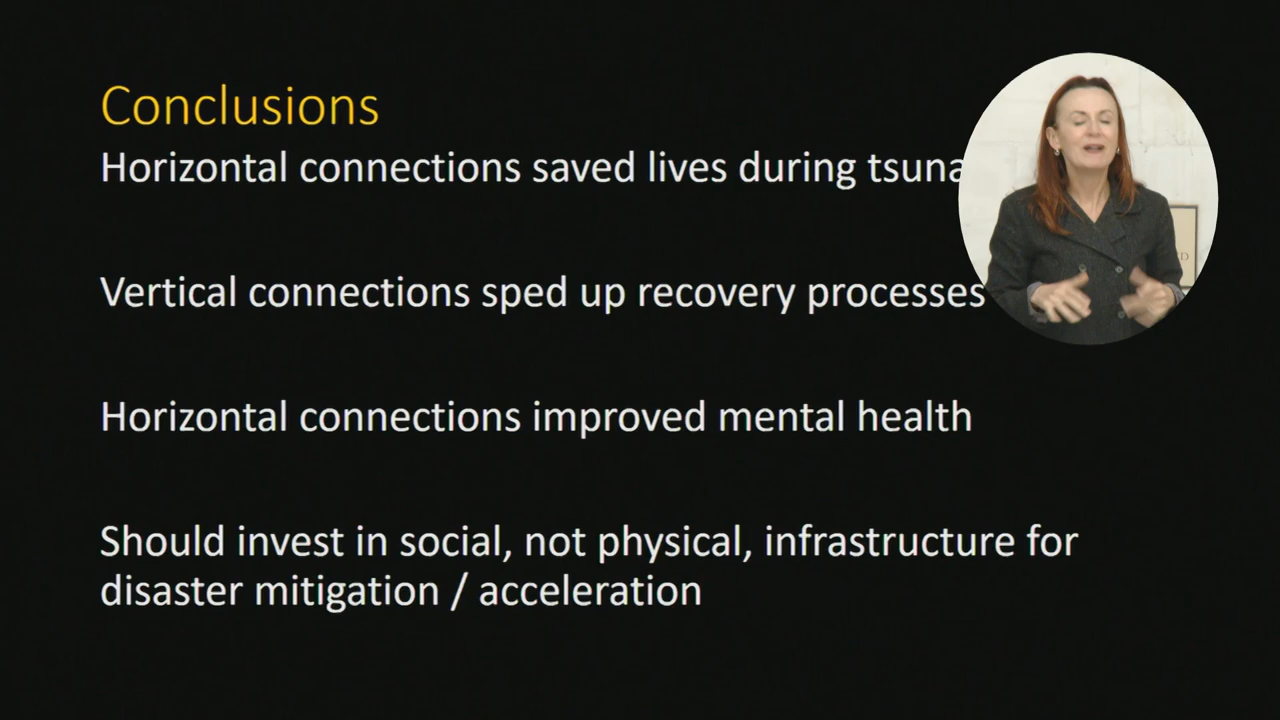 Conclusions
Horizontal connections saved lives during tsuna
Vertical connections sped up recovery processes
Horizontal connections improved mental health
Should invest in social, not physical, infrastructure for
disaster mitigation / acceleration